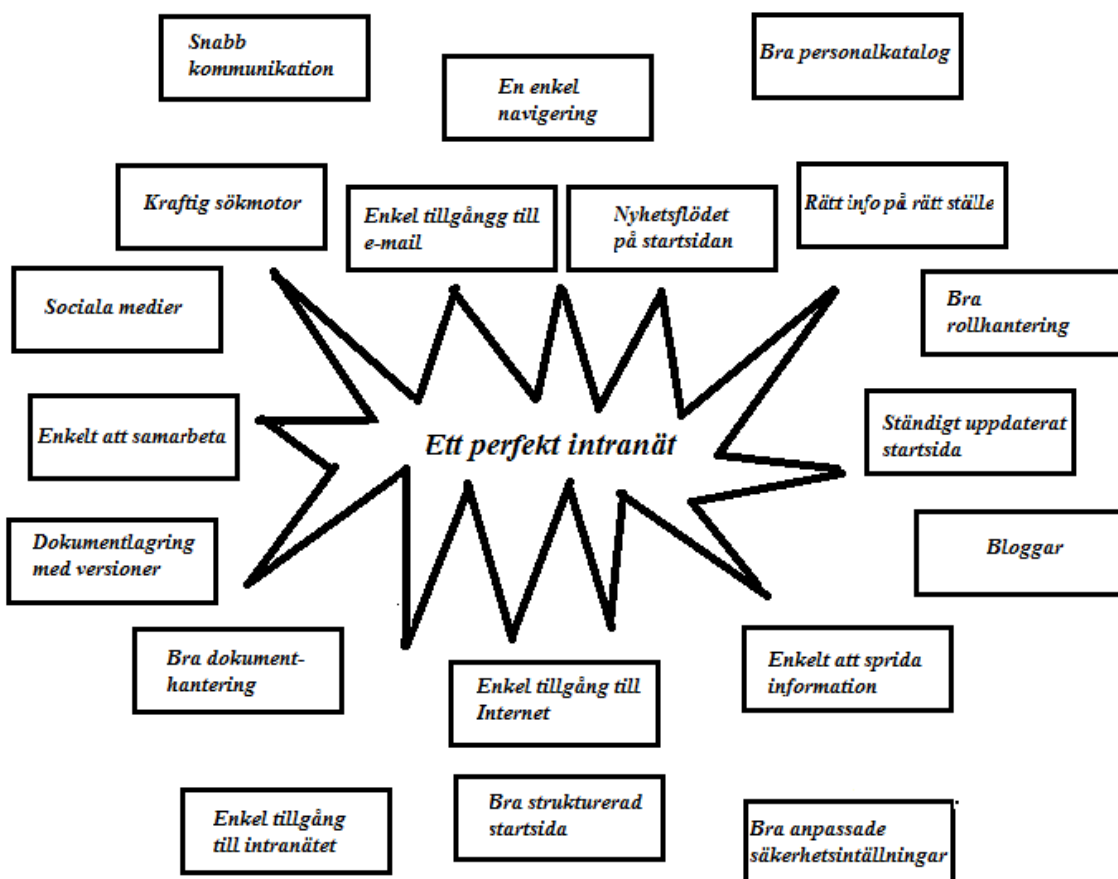 Snabb
kommunikation
En enkel
navigering
Bra personalkatalog
Kraftig sökmotor
Enkel tillgångg till
e-mail
Nyhetsflödet
på startsidan
Rätt info på rätt ställe
Sociala medier
Bra
rollhantering
Enkelt att samarbeta
Ett perfekt intranät
Ständigt uppdaterat
startsida
Dokumentlagring
med versioner
Bloggar
Bra dokument-
hantering
Enkel tillgång till
Internet
Enkelt att sprida
information
Enkel tillgång
till intranätet
Bra strukturerad
startsida
Bra anpassade
säkerhetsintällningar